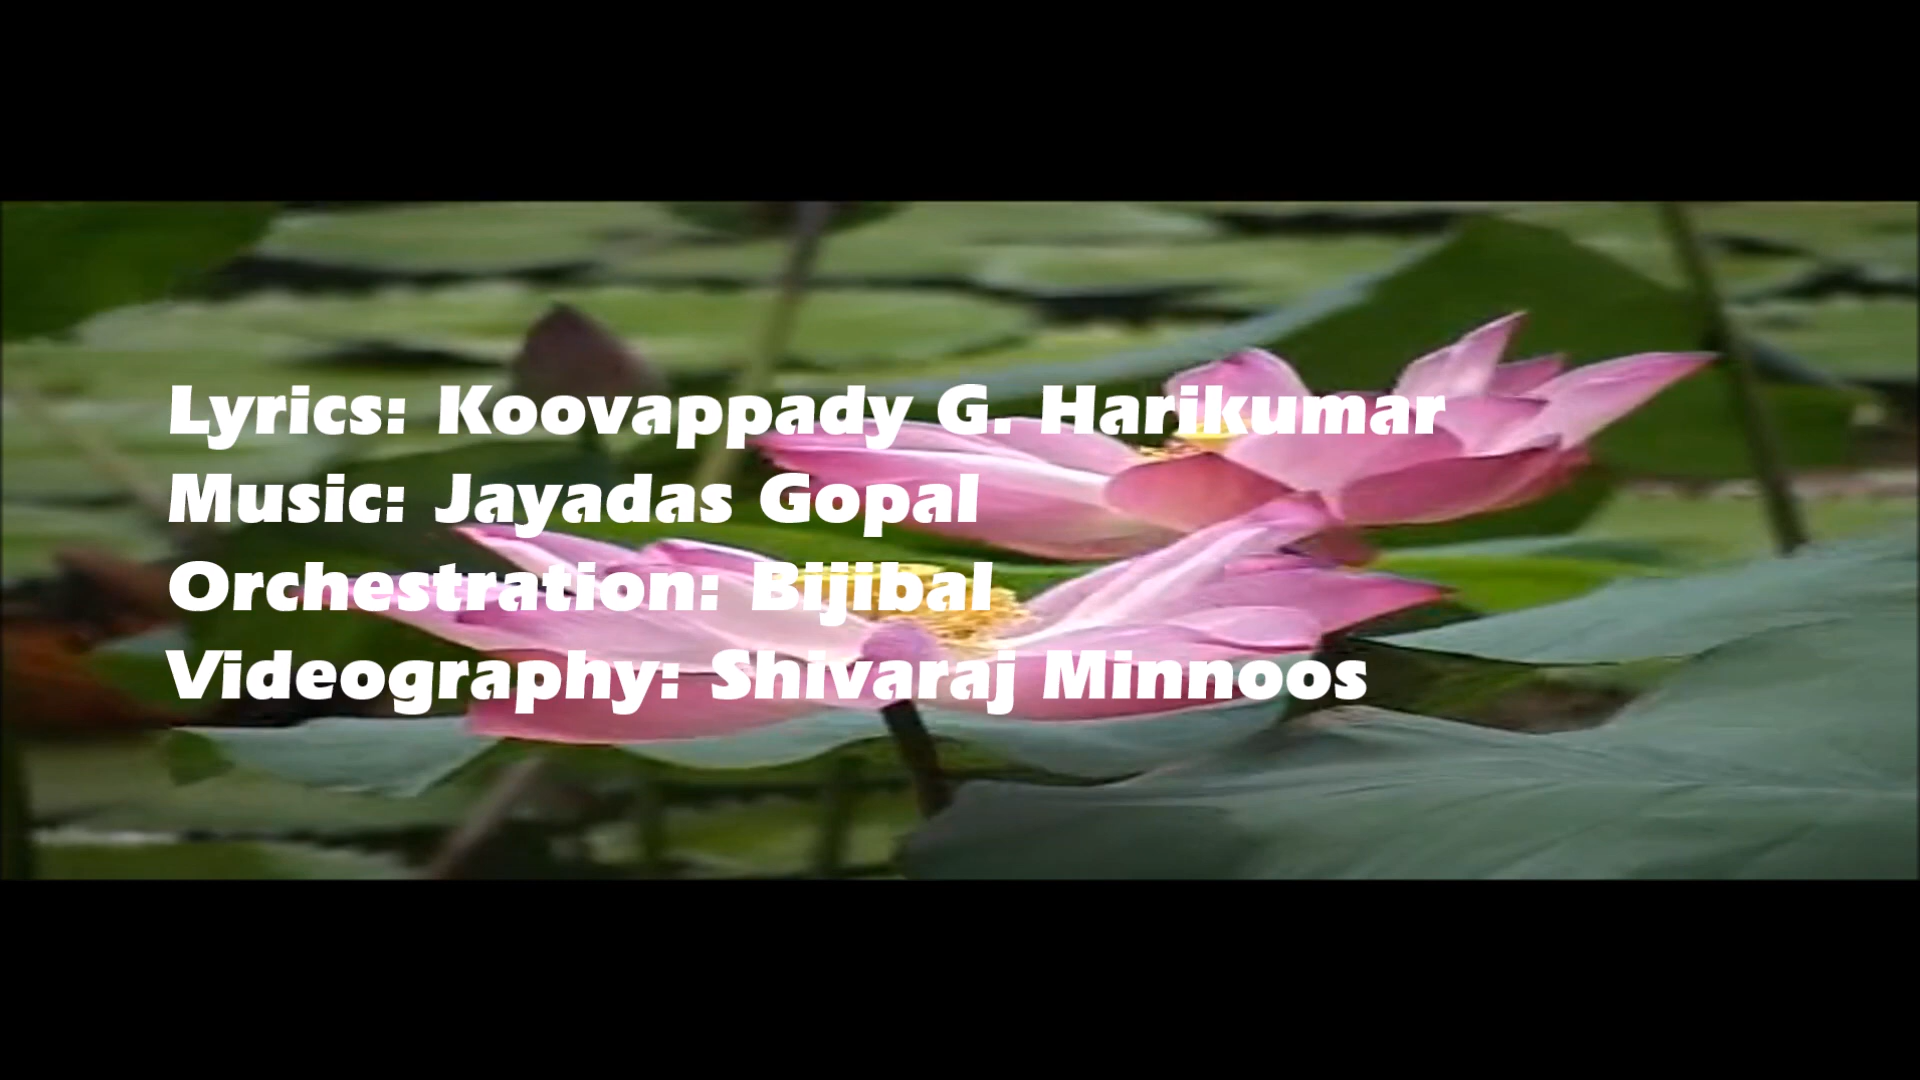 Lyrics: Koovappady G. Harikumar
Music: Jayadas Gopal
Orchestration: Bijibal
Videography: Shivaraj Minnoos